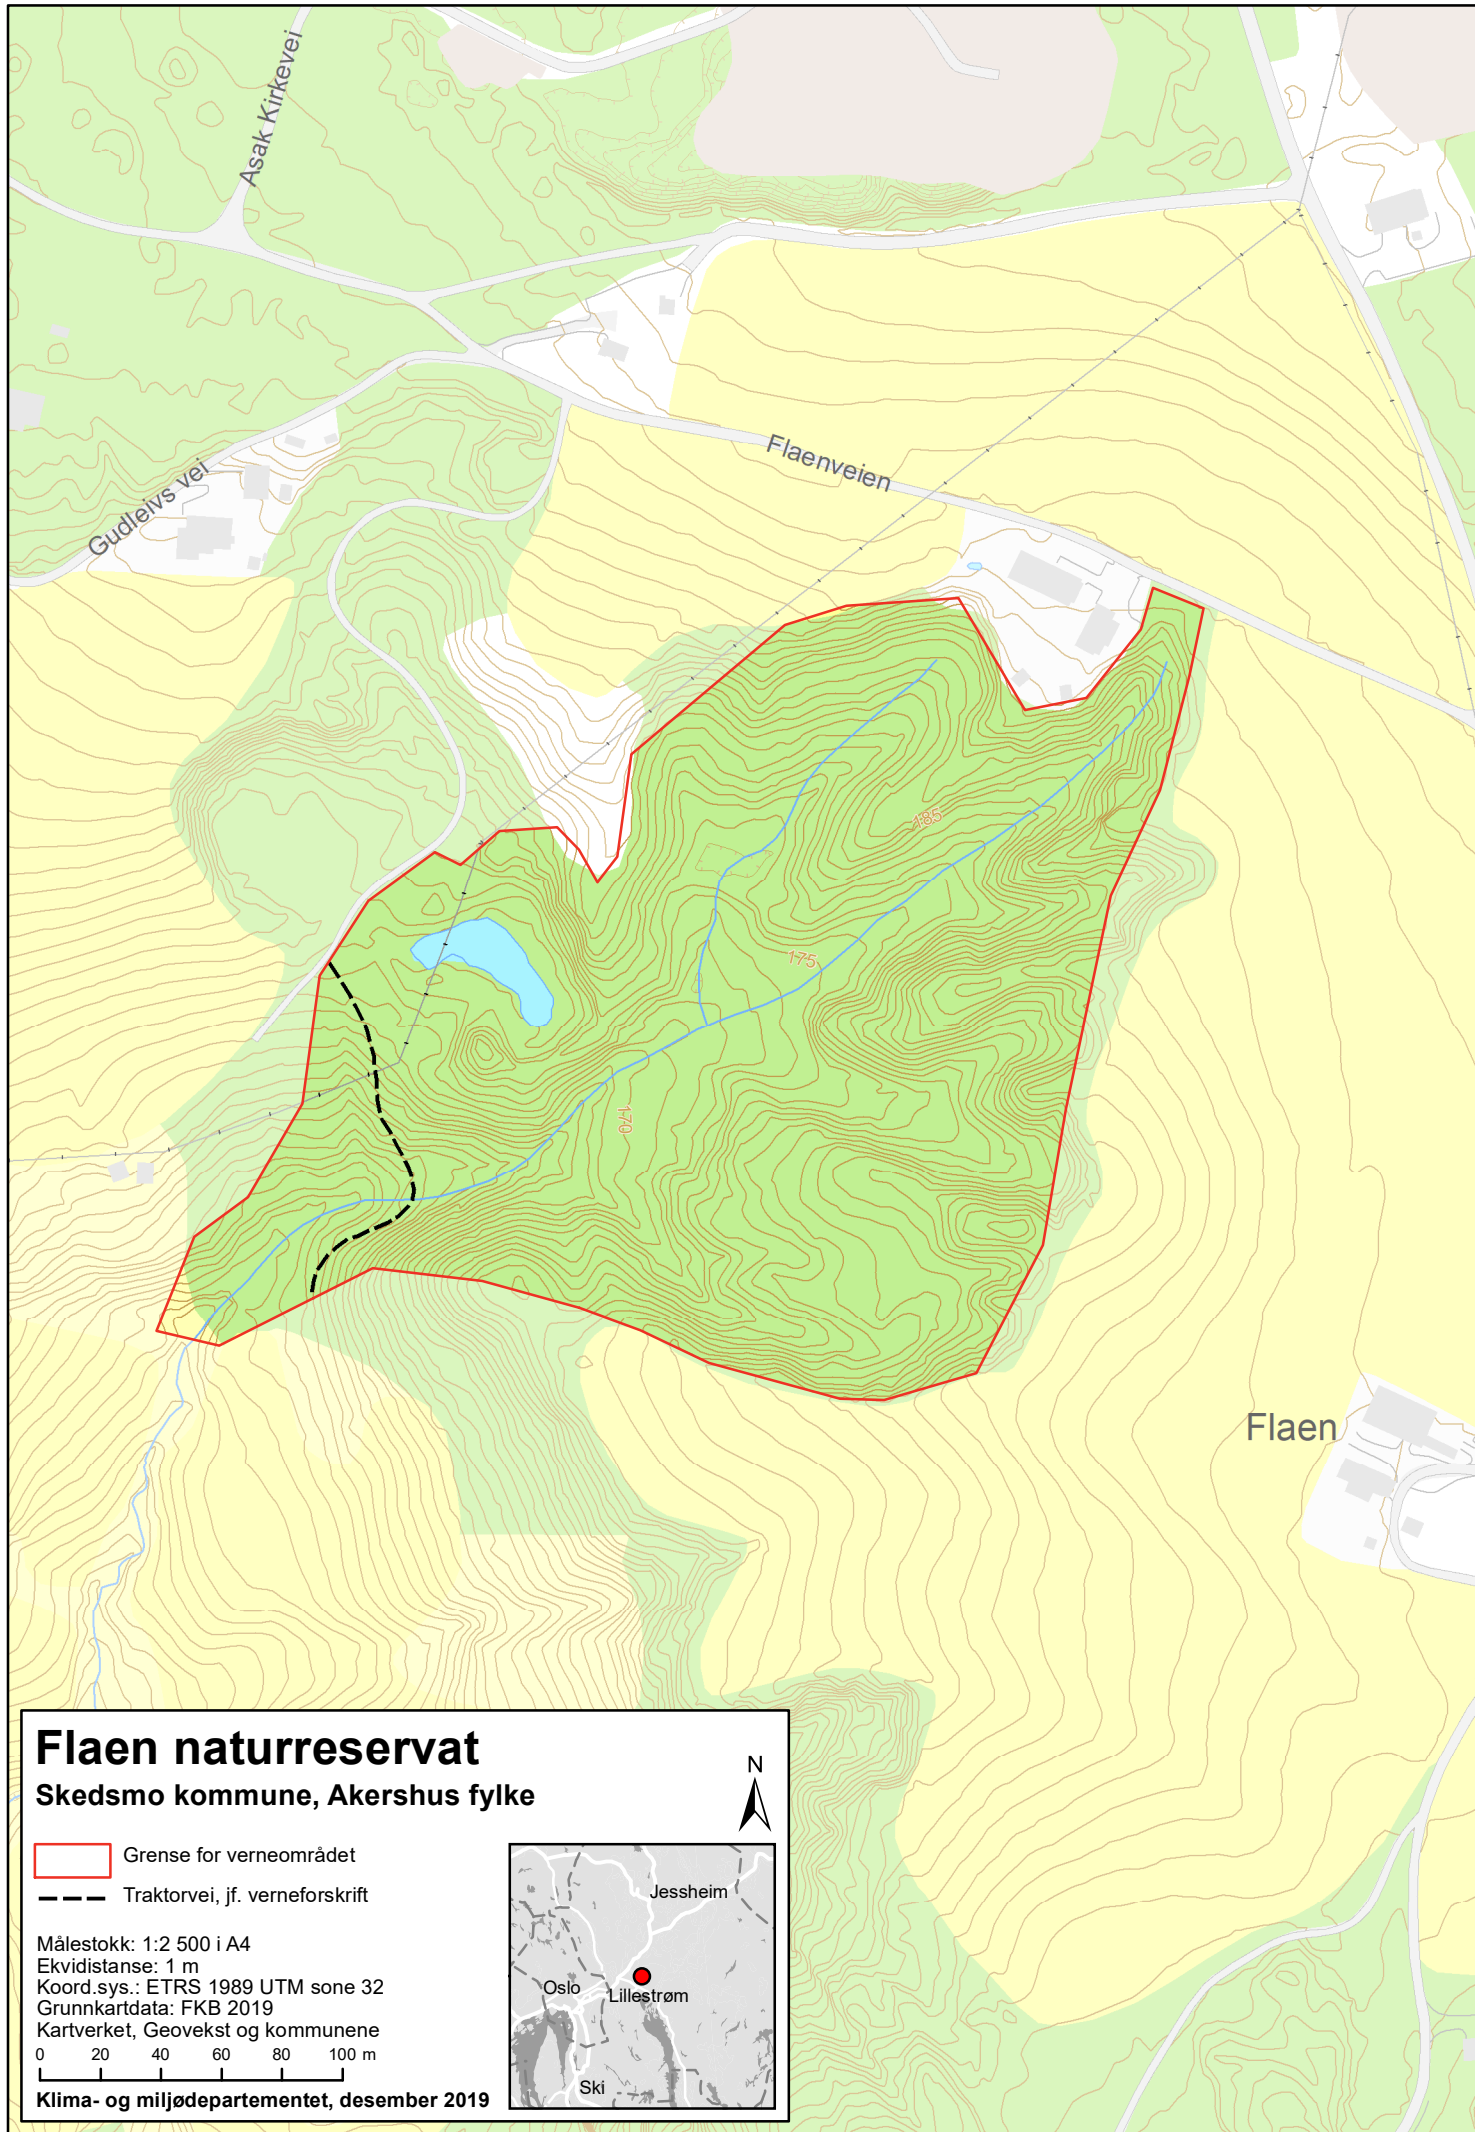 Asak Kirkevei
Flaenveien
Gudleivs vei
185
175
170
Flaen
Flaen naturreservat
Skedsmo kommune, Akershus fylke
N
Grense for verneområdet
Traktorvei, jf. verneforskrift
Målestokk: 1:2 500 i A4
Ekvidistanse: 1 m
Koord.sys.: ETRS 1989 UTM sone 32
Grunnkartdata: FKB 2019
Kartverket, Geovekst og kommunene
0 20 40 60 80 100 m
Klima- og miljødepartementet, desember 2019
Jessheim
Oslo
Lillestrøm
Ski